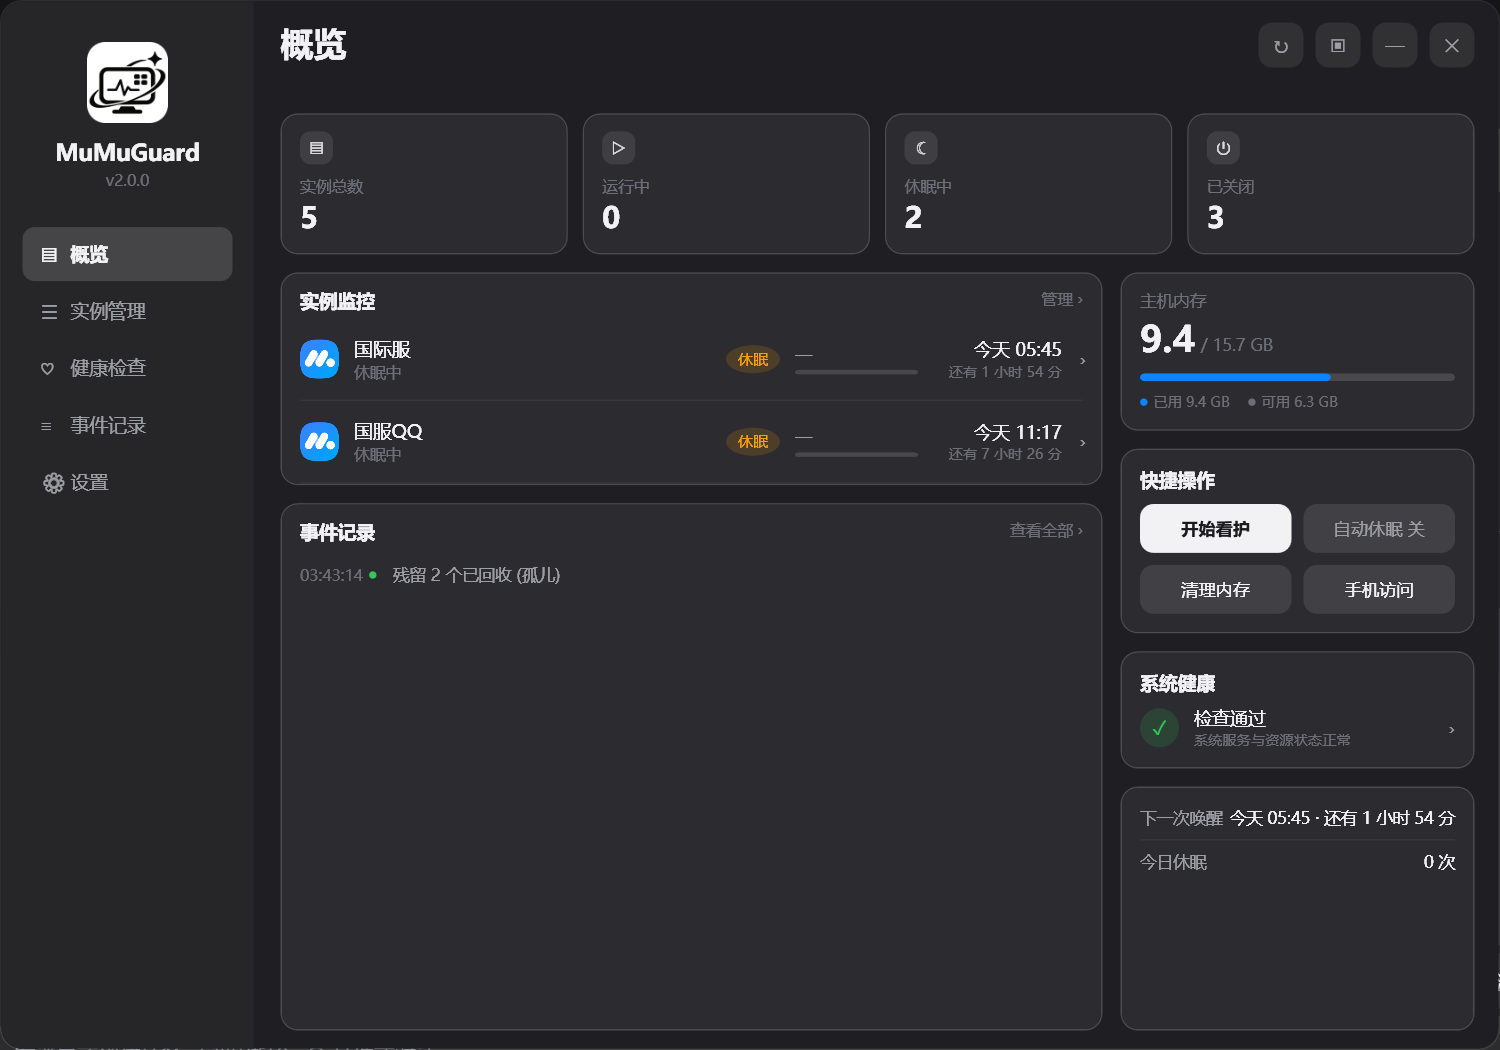 MuMuGuard
v2.0.0
概览
实例管理
健康检查
事件记录
设置
概览
实例总数
5
运行中
0
休眠中
2
已关闭
3
实例监控
管理 ›
国际服
休眠中
休眠
—
今天 05:45
还有 1 小时 54 分
国服QQ
休眠中
休眠
—
今天 11:17
还有 7 小时 26 分
事件记录
查看全部 ›
03:43:14 残留 2 个已回收 (孤儿)
主机内存
9.4 / 15.7 GB
已用 9.4 GB 可用 6.3 GB
快捷操作
开始看护
自动休眠 关
清理内存
手机访问
系统健康
检查通过
系统服务与资源状态正常
下一次唤醒 今天 05:45 · 还有 1 小时 54 分
今日休眠 0 次